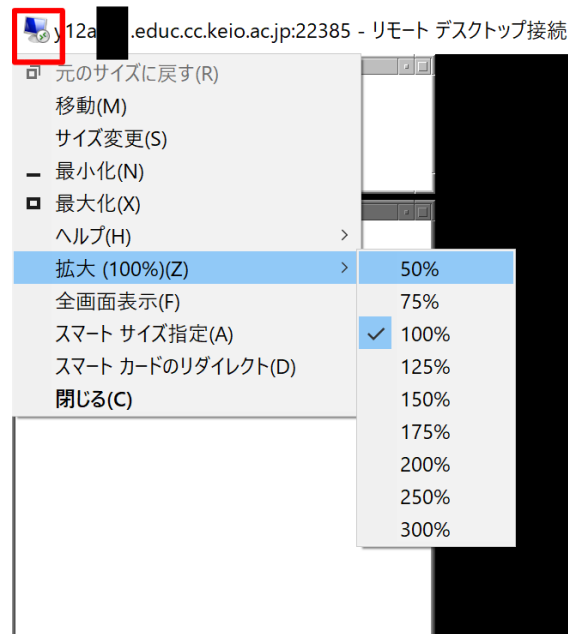 y12a .educ.cc.keio.ac.jp:22385 - リモート デスクトップ接続
元のサイズに戻す(R)
移動(M)
サイズ変更(S)
最小化(N)
最大化(X)
ヘルプ(H)
拡大 (100%)(Z)
全画面表示(F)
スマート サイズ指定(A)
スマート カードのリダイレクト(D)
閉じる(C)
50%
75%
100%
125%
150%
175%
200%
250%
300%